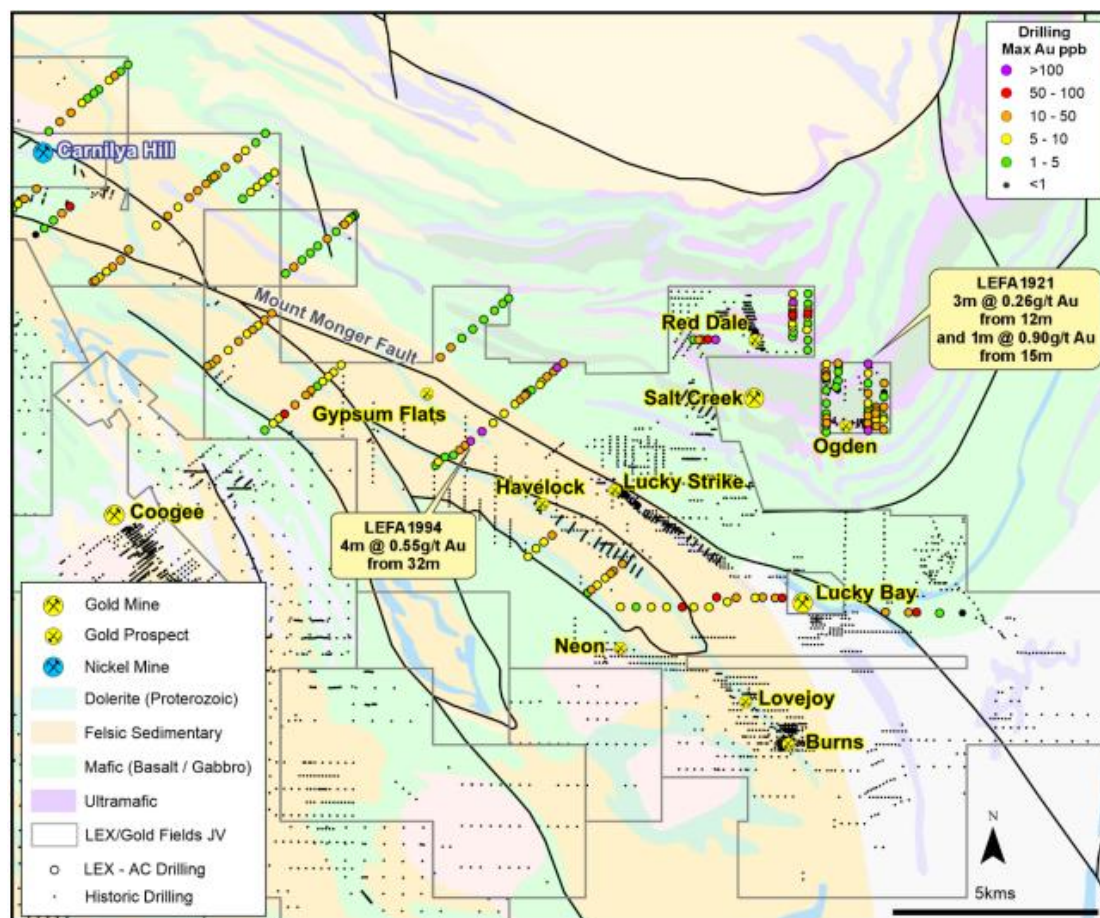 Drilling
Max Au ppb
>100
50 - 100
10 - 50
5 - 10
1 - 5
<1
Carnilya Hill
Mount Monger Fault
LEFA1921
3m @ 0.26g/t Au
from 12m
and 1m @ 0.90g/t Au
from 15m
Red Dale
Salt Creek
Gypsum Flats
Ogden
Havelock
Lucky Strike
Coogee
LEFA1994
4m @ 0.55g/t Au
from 32m
Lucky Bay
Neon
Lovejoy
Burns
Gold Mine
Gold Prospect
Nickel Mine
Dolerite (Proterozoic)
Felsic Sedimentary
Mafic (Basalt / Gabbro)
Ultramafic
LEX/Gold Fields JV
LEX - AC Drilling
Historic Drilling
N
5kms